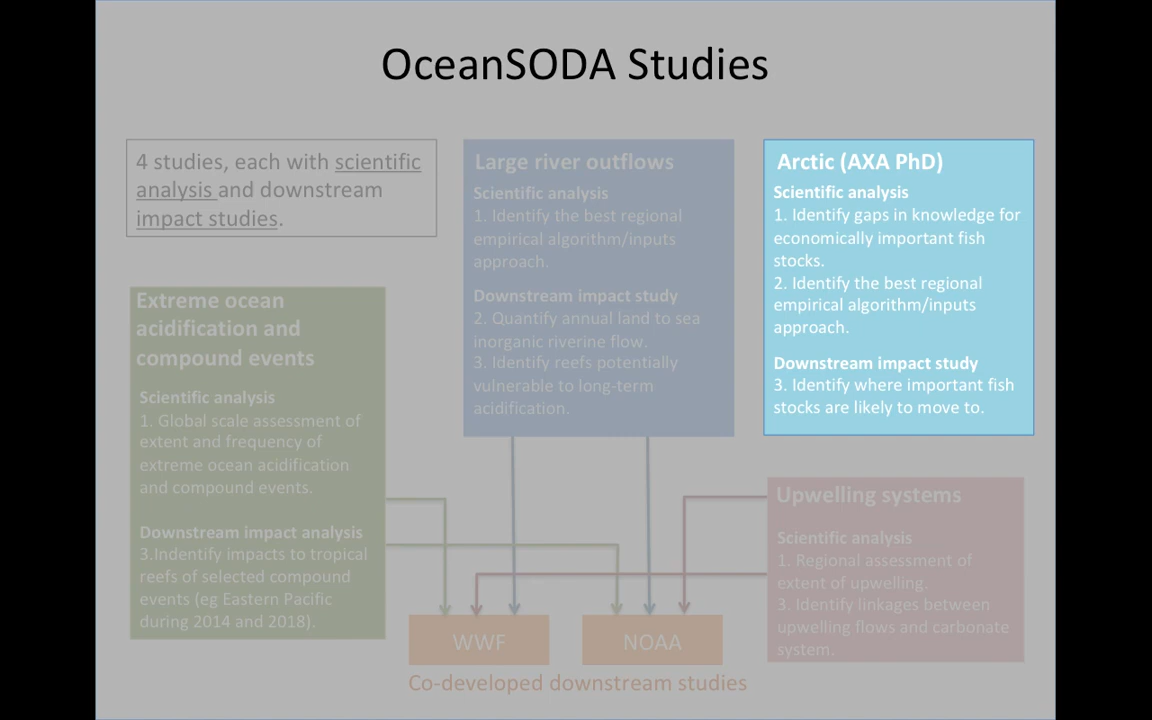 OceanSODA Studies
4 studies, each with scientific
analysis and downstream
impact studies.
Extreme ocean
acidification and
compound events
Scientific analysis
1. Global scale assessment of
extent and frequency of
extreme ocean acidification
and compound events.
Downstream impact analysis
3.Indentify impacts to tropical
reefs of selected compound
events (eg Eastern Pacific
during 2014 and 2018).
Large river outflows
Scientific analysis
1. Identify the best regional
empirical algorithm/inputs
approach.
Downstream impact study
2. Quantify annual land to sea
inorganic riverine flow.
3. Identify reefs potentially
vulnerable to long-term
acidification.
Arctic (AXA PhD)
Scientific analysis
1. Identify gaps in knowledge for
economically important fish
stocks.
2. Identify the best regional
empirical algorithm/inputs
approach.
Downstream impact study
3. Identify where important fish
stocks are likely to move to.
Upwelling systems
Scientific analysis
1. Regional assessment of
extent of upwelling.
3. Identify linkages between
upwelling flows and carbonate
system.
WWF
NOAA
Co-developed downstream studies